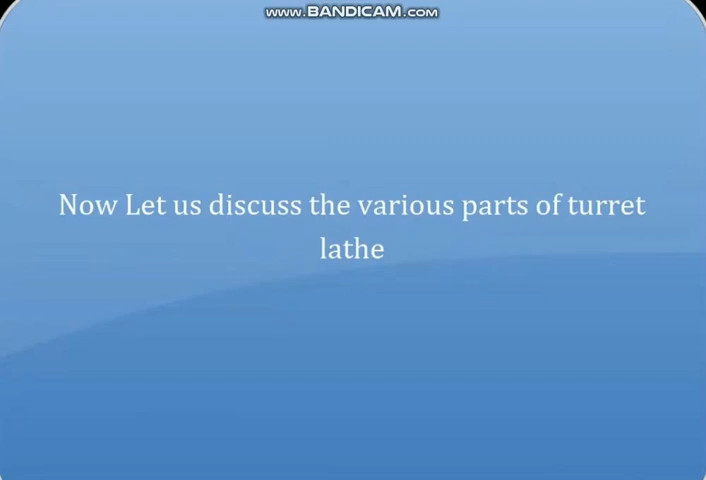 www.BANDICAM.com
Now Let us discuss the various parts of turret
lathe